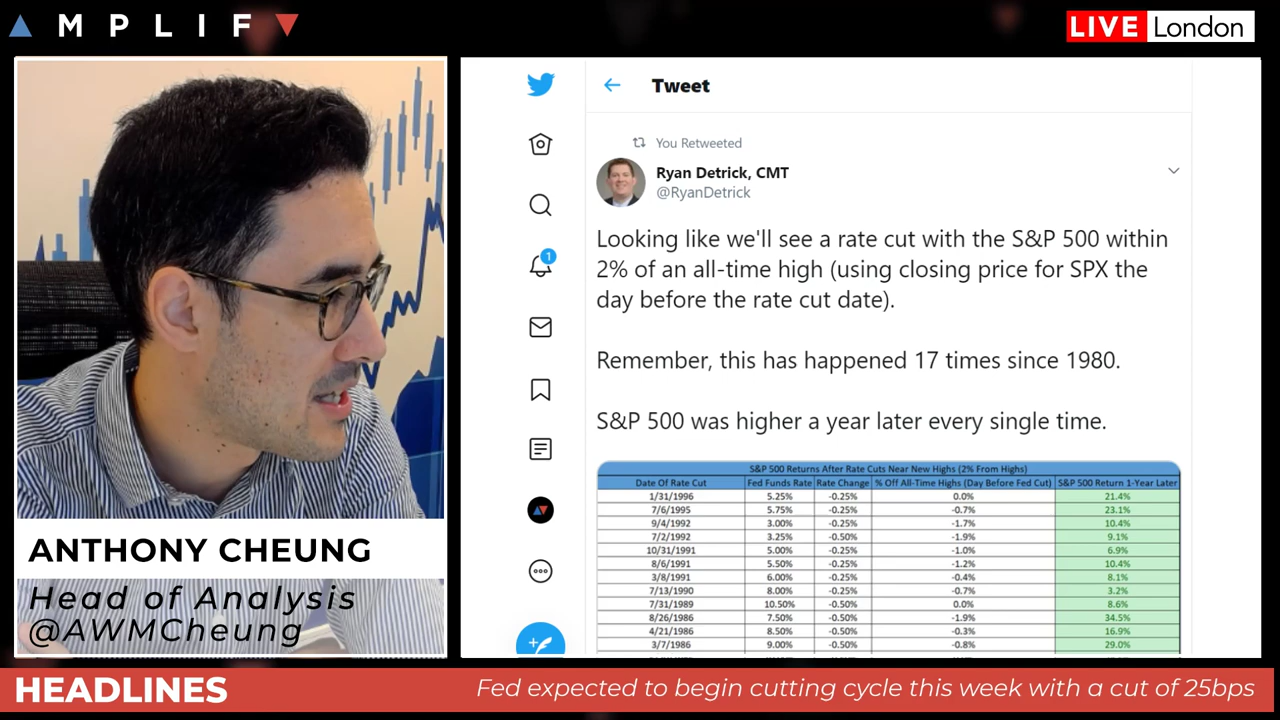 AMPLIFY
LIVE London
Tweet
You Retweeted
Ryan Detrick, CMT
@RyanDetrick
1
Looking like we'll see a rate cut with the S&P 500 within
2% of an all-time high (using closing price for SPX the
day before the rate cut date).
Remember, this has happened 17 times since 1980.
S&P 500 was higher a year later every single time.
S&P 500 Returns After Rate Cuts Near New Highs (2% From Highs)
Date Of Rate Cut Fed Funds Rate Rate Change % Off All-Time Highs (Day Before Fed Cut) S&P 500 Return 1-Year Later
1/31/1996 5.25% -0.25% 0.0% 21.4%
7/6/1995 5.75% -0.25% -0.7% 23.1%
9/4/1992 3.00% -0.25% -1.7% 10.4%
7/2/1992 3.25% -0.50% -1.9% 9.1%
10/31/1991 5.00% -0.25% -1.0% 6.9%
8/6/1991 5.50% -0.25% -1.2% 10.4%
3/8/1991 6.00% -0.25% -0.4% 8.1%
7/13/1990 8.00% -0.25% -0.7% 3.2%
7/31/1989 10.50% -0.50% 0.0% 8.6%
8/26/1986 7.50% -0.50% -1.9% 34.5%
4/21/1986 8.50% -0.50% -0.3% 16.9%
3/7/1986 9.00% -0.50% -0.8% 29.0%
ANTHONY CHEUNG
Head of Analysis
@AWMCheung
HEADLINES
Fed expected to begin cutting cycle this week with a cut of 25bps